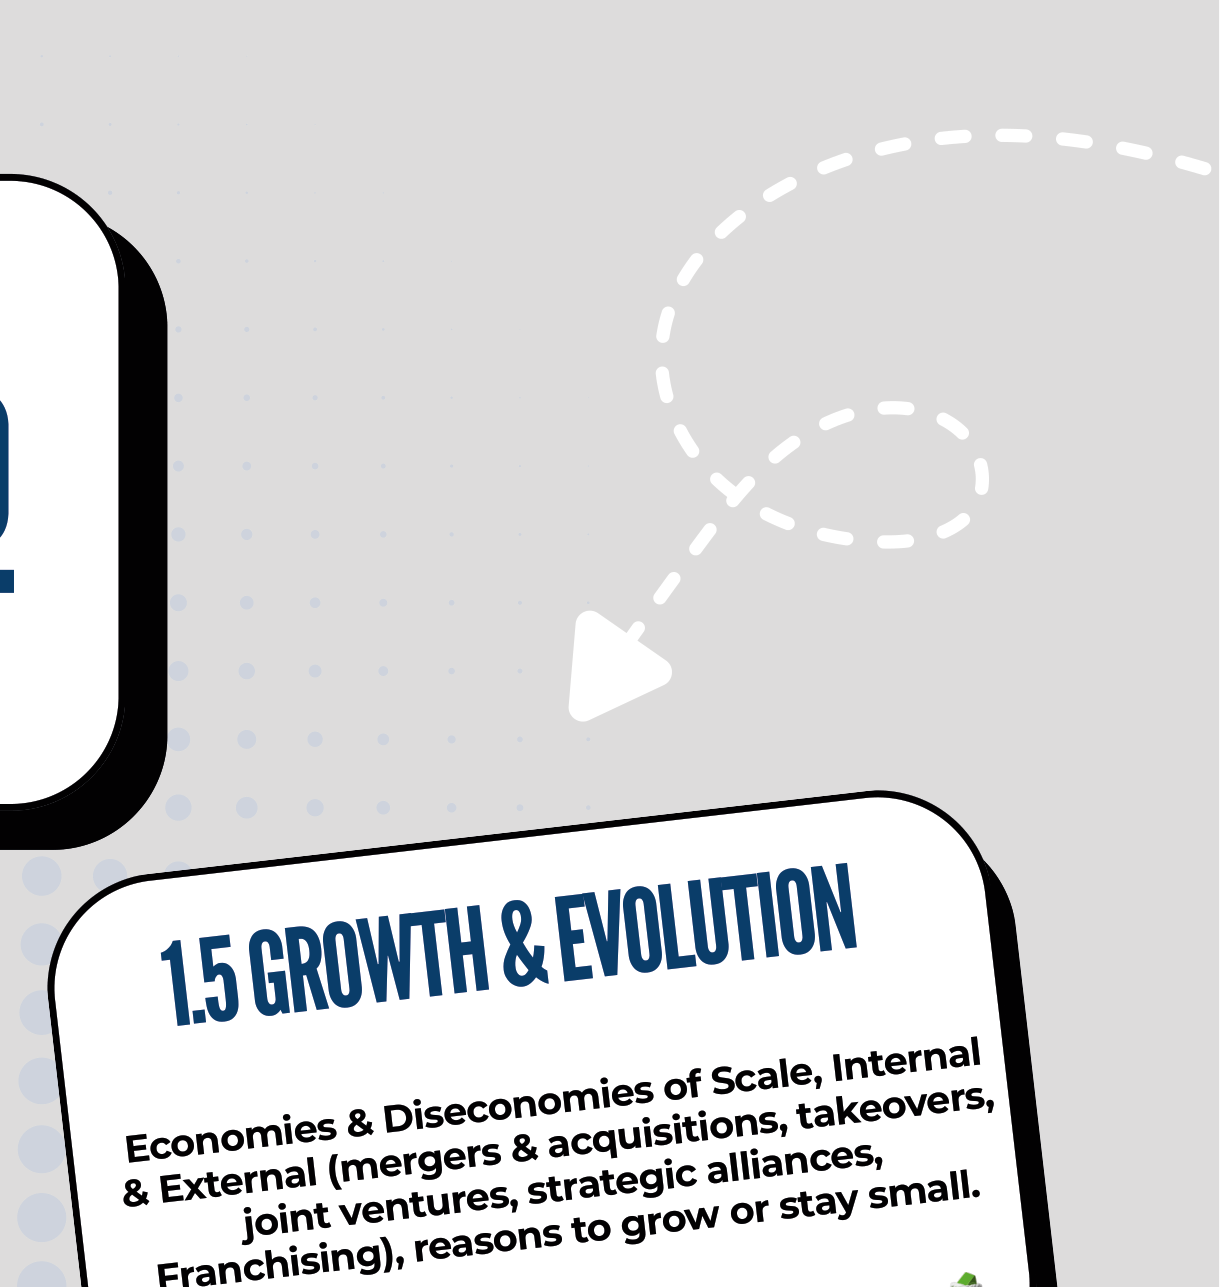 1.5 GROWTH & EVOLUTION
Economies & Diseconomies of Scale, Internal
& External (mergers & acquisitions, takeovers,
joint ventures, strategic alliances,
Franchising), reasons to grow or stay small.